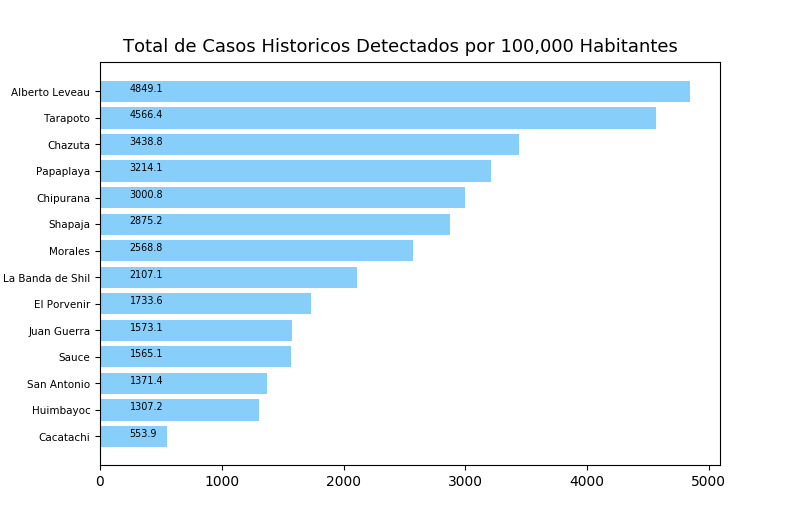 Total de Casos Historicos Detectados por 100,000 Habitantes
Alberto Leveau 4849.1
Tarapoto 4566.4
Chazuta 3438.8
Papaplaya 3214.1
Chipurana 3000.8
Shapaja 2875.2
Morales 2568.8
La Banda de Shil 2107.1
El Porvenir 1733.6
Juan Guerra 1573.1
Sauce 1565.1
San Antonio 1371.4
Huimbayoc 1307.2
Cacatachi 553.9
0 1000 2000 3000 4000 5000